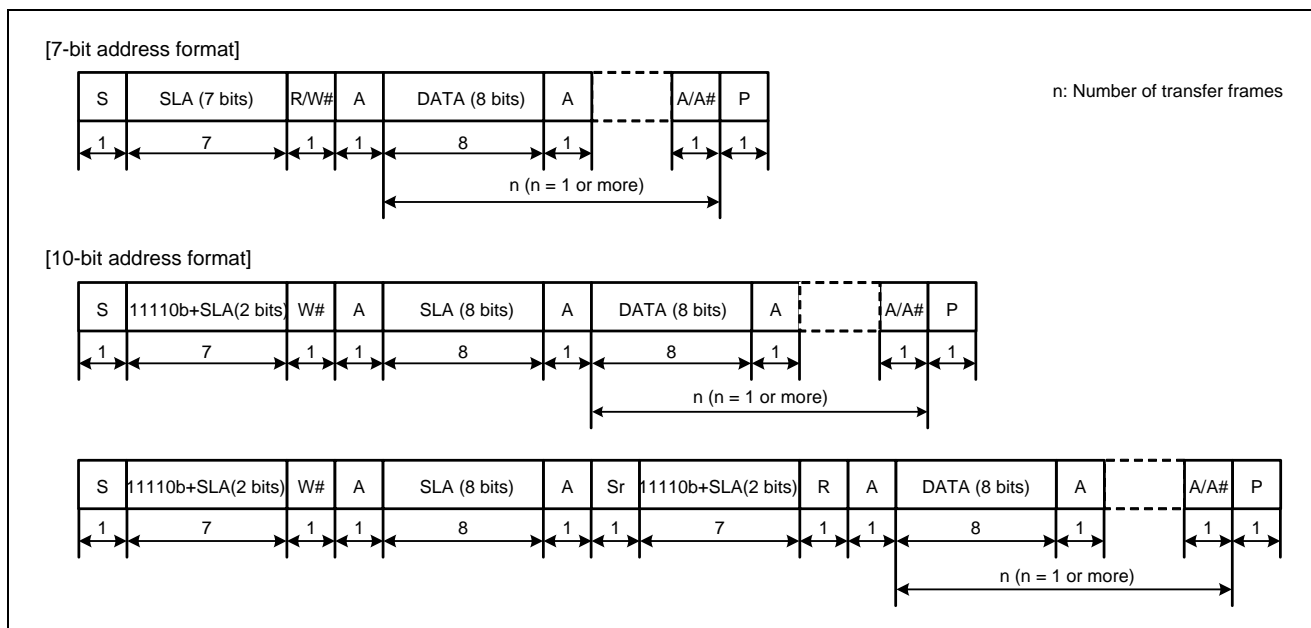 [7-bit address format]
n: Number of transfer frames
S SLA (7 bits) R/W# A DATA (8 bits) A A/A# P
1 7 1 1 8 1 1 1
n (n = 1 or more)
[10-bit address format]
S 11110b+SLA(2 bits) W# A SLA (8 bits) A DATA (8 bits) A A/A# P
1 7 1 1 8 1 8 1 1 1
n (n = 1 or more)
S 11110b+SLA(2 bits) W# A SLA (8 bits) A Sr 11110b+SLA(2 bits) R A DATA (8 bits) A A/A# P
1 7 1 1 8 1 1 7 1 1 8 1 1 1
n (n = 1 or more)